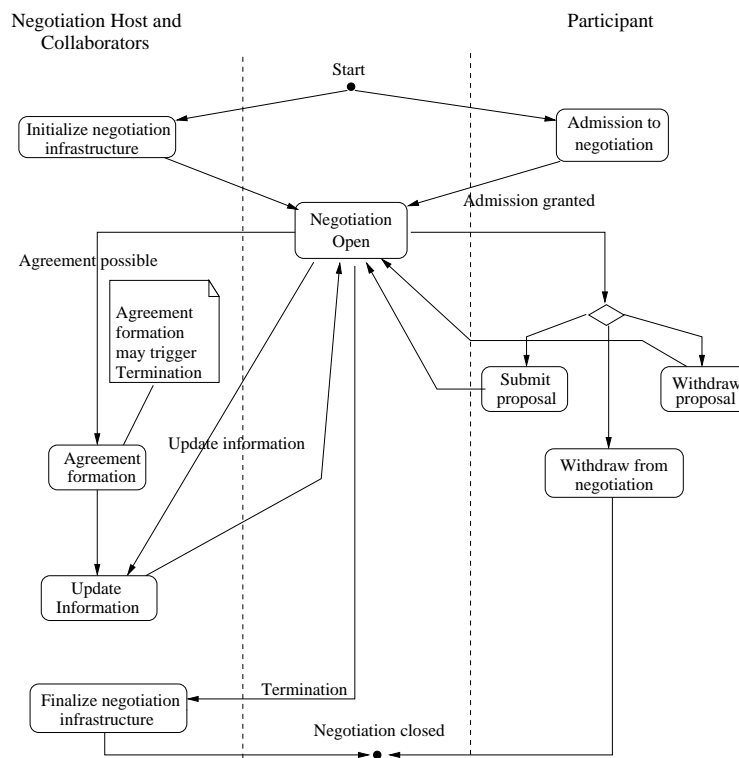 Negotiation Host and
Collaborators
Participant
Start
Initialize negotiation
infrastructure
Admission to
negotiation
Admission granted
Negotiation
Open
Agreement possible
Agreement
formation
may trigger
Termination
Submit
proposal
Withdraw
proposal
Update information
Agreement
formation
Withdraw from
negotiation
Update
Information
Termination
Finalize negotiation
infrastructure
Negotiation closed